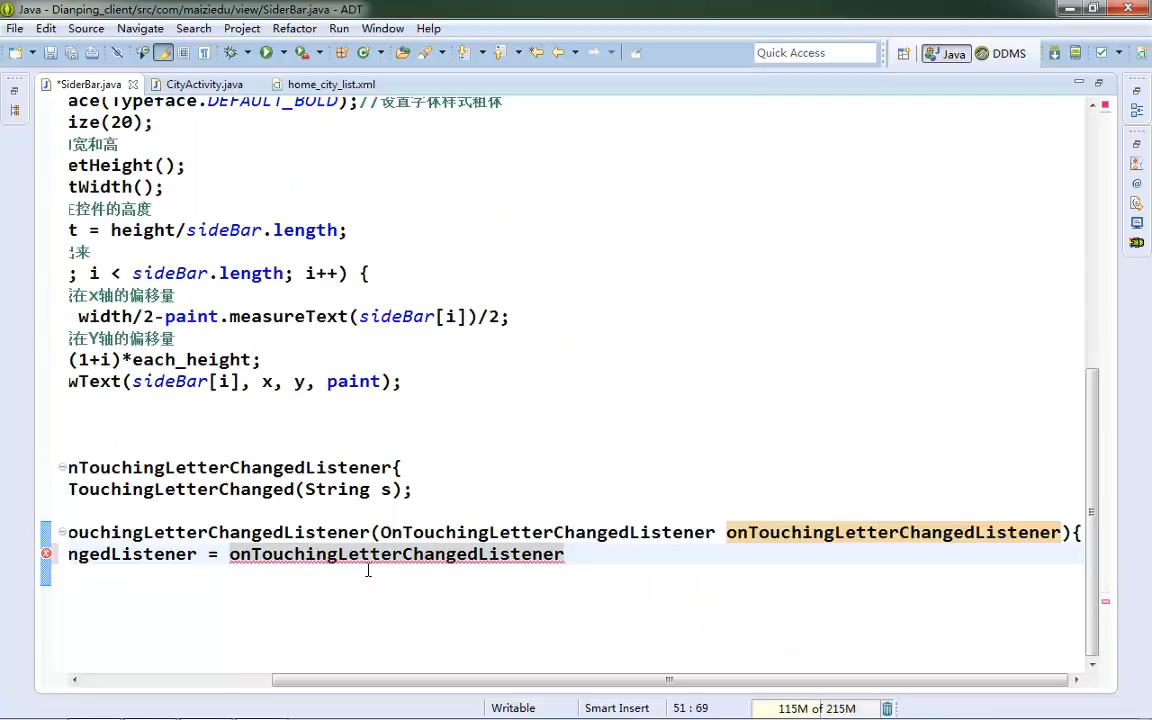 Java - Dianping_client/src/com/maiziedu/view/SiderBar.java - ADT
File Edit Source Navigate Search Project Refactor Run Window Help
Quick Access Java DDMS
*SiderBar.java CityActivity.java home_city_list.xml
ace(Typeface.DEFAULT_BOLD);//设置字体样式粗体
ize(20);
宽和高
etHeight();
tWidth();
控件的高度
t = height/sideBar.length;
来
; i < sideBar.length; i++) {
在x轴的偏移量
width/2-paint.measureText(sideBar[i])/2;
在Y轴的偏移量
(1+i)*each_height;
wText(sideBar[i], x, y, paint);
nTouchingLetterChangedListener{
TouchingLetterChanged(String s);
ouchingLetterChangedListener(OnTouchingLetterChangedListener onTouchingLetterChangedListener){
ngedListener = onTouchingLetterChangedListener
Writable Smart Insert 51 : 69 115M of 215M